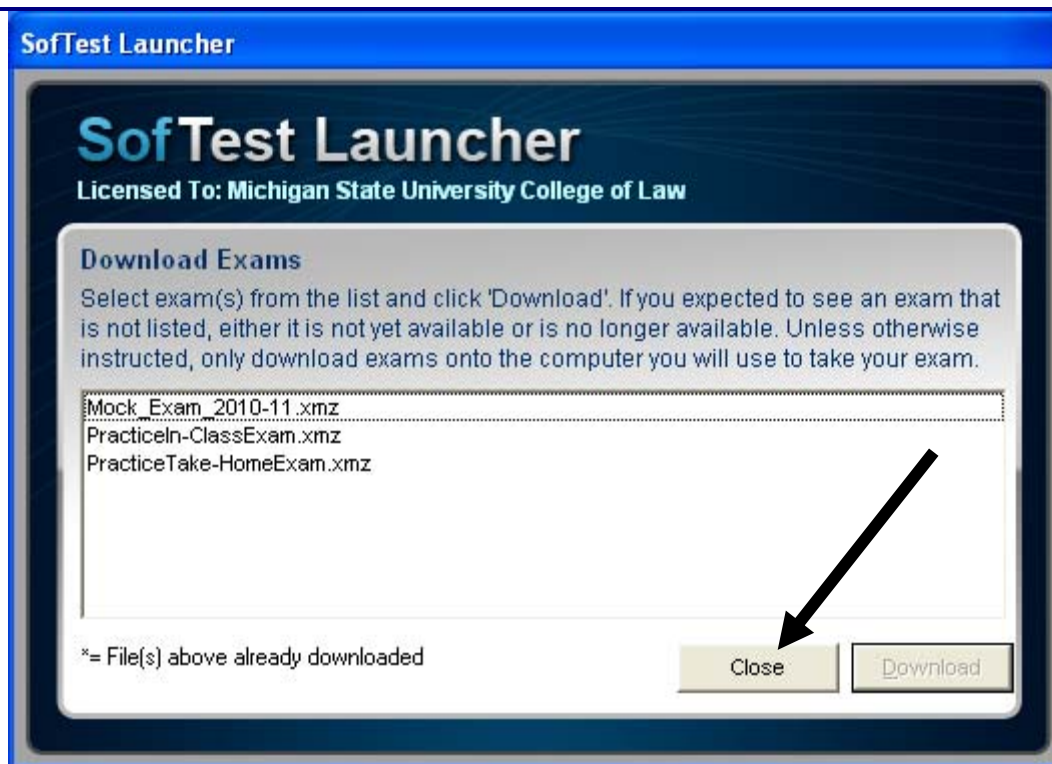 SofTest Launcher
SofTest Launcher
Licensed To: Michigan State University College of Law
Download Exams
Select exam(s) from the list and click 'Download'. If you expected to see an exam that
is not listed, either it is not yet available or is no longer available. Unless otherwise
instructed, only download exams onto the computer you will use to take your exam.
Mock_Exam_2010-11.xmz
PracticeIn-ClassExam.xmz
PracticeTake-HomeExam.xmz
*= File(s) above already downloaded
Close
Download